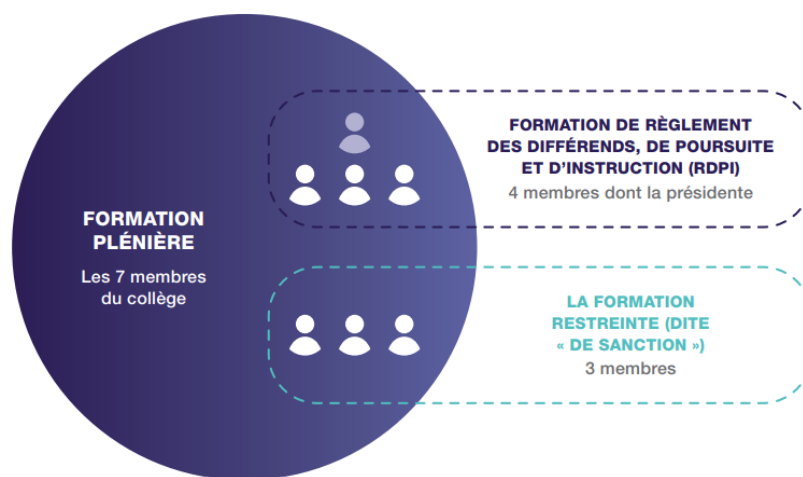 FORMATION
PLÉNIÈRE
Les 7 membres
du collège
FORMATION DE RÈGLEMENT
DES DIFFÉRENDS, DE POURSUITE
ET D’INSTRUCTION (RDPI)
4 membres dont la présidente
LA FORMATION
RESTREINTE (DITE
« DE SANCTION »)
3 membres